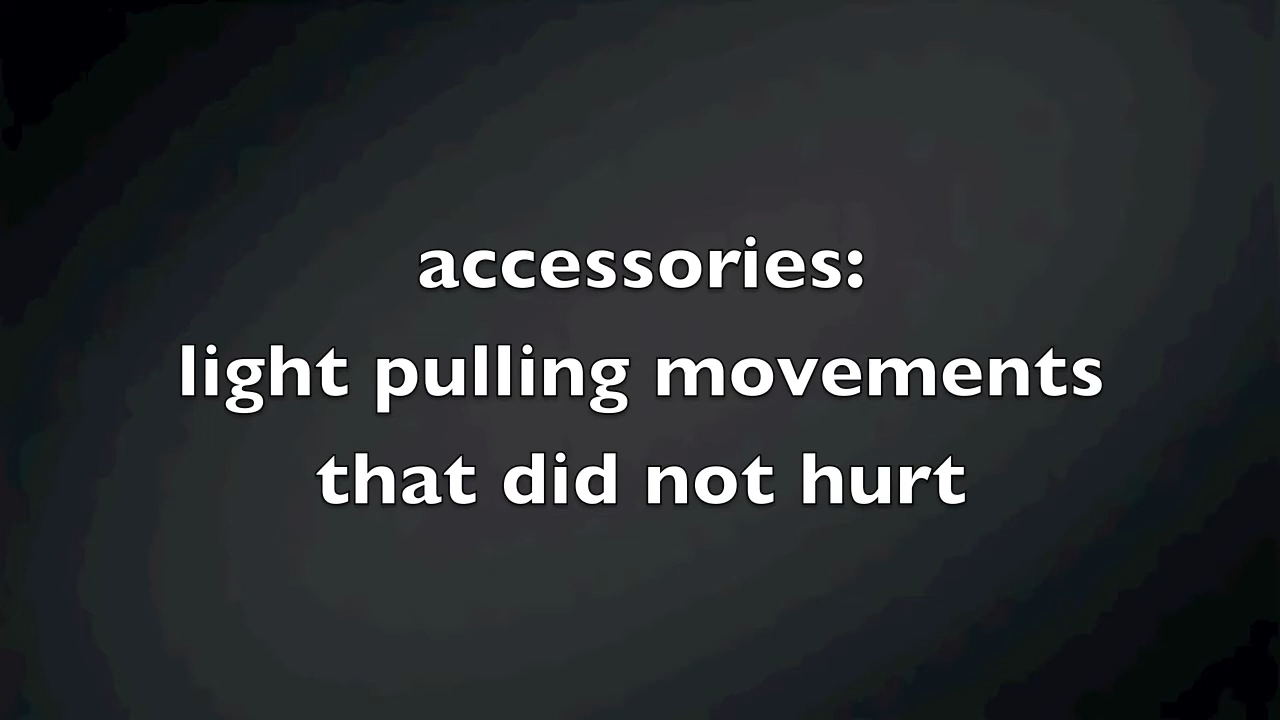 accessories:
light pulling movements
that did not hurt